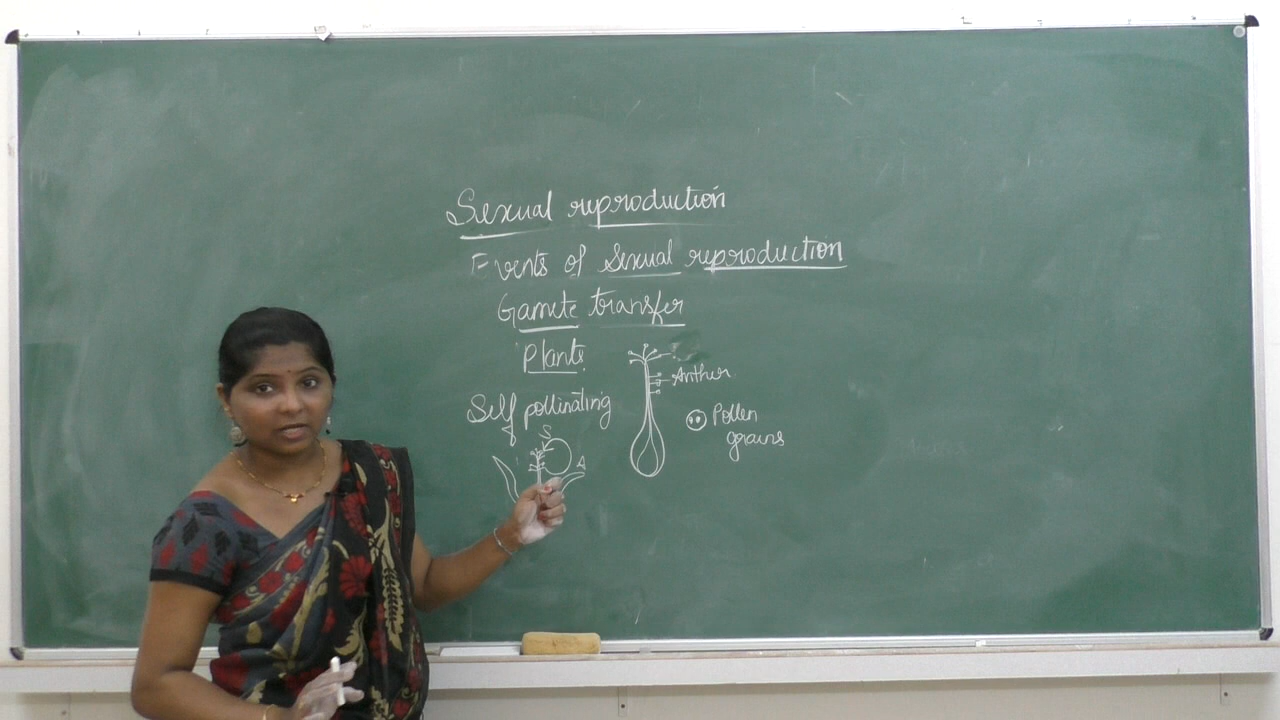 Sexual reproduction
Events of Sexual reproduction
Gamete transfer
Plants
Anther
Self pollinating
Pollen
grains
S
A